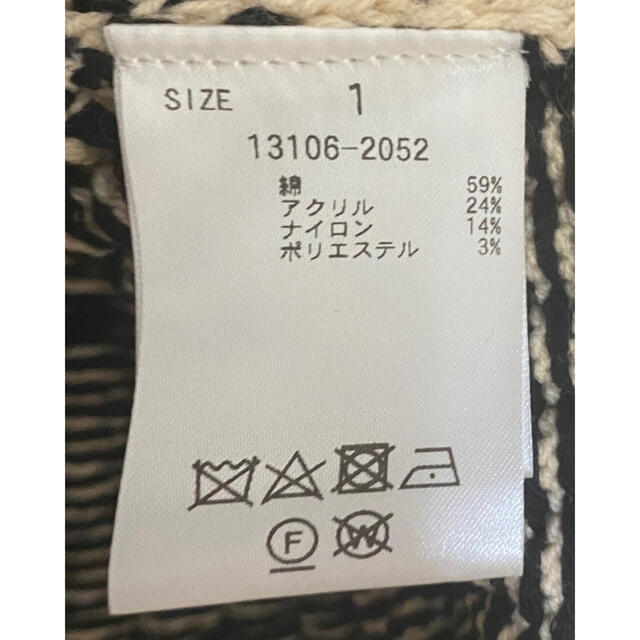 SIZE 1
13106-2052
綿 59%
アクリル 24%
ナイロン 14%
ポリエステル 3%
F W